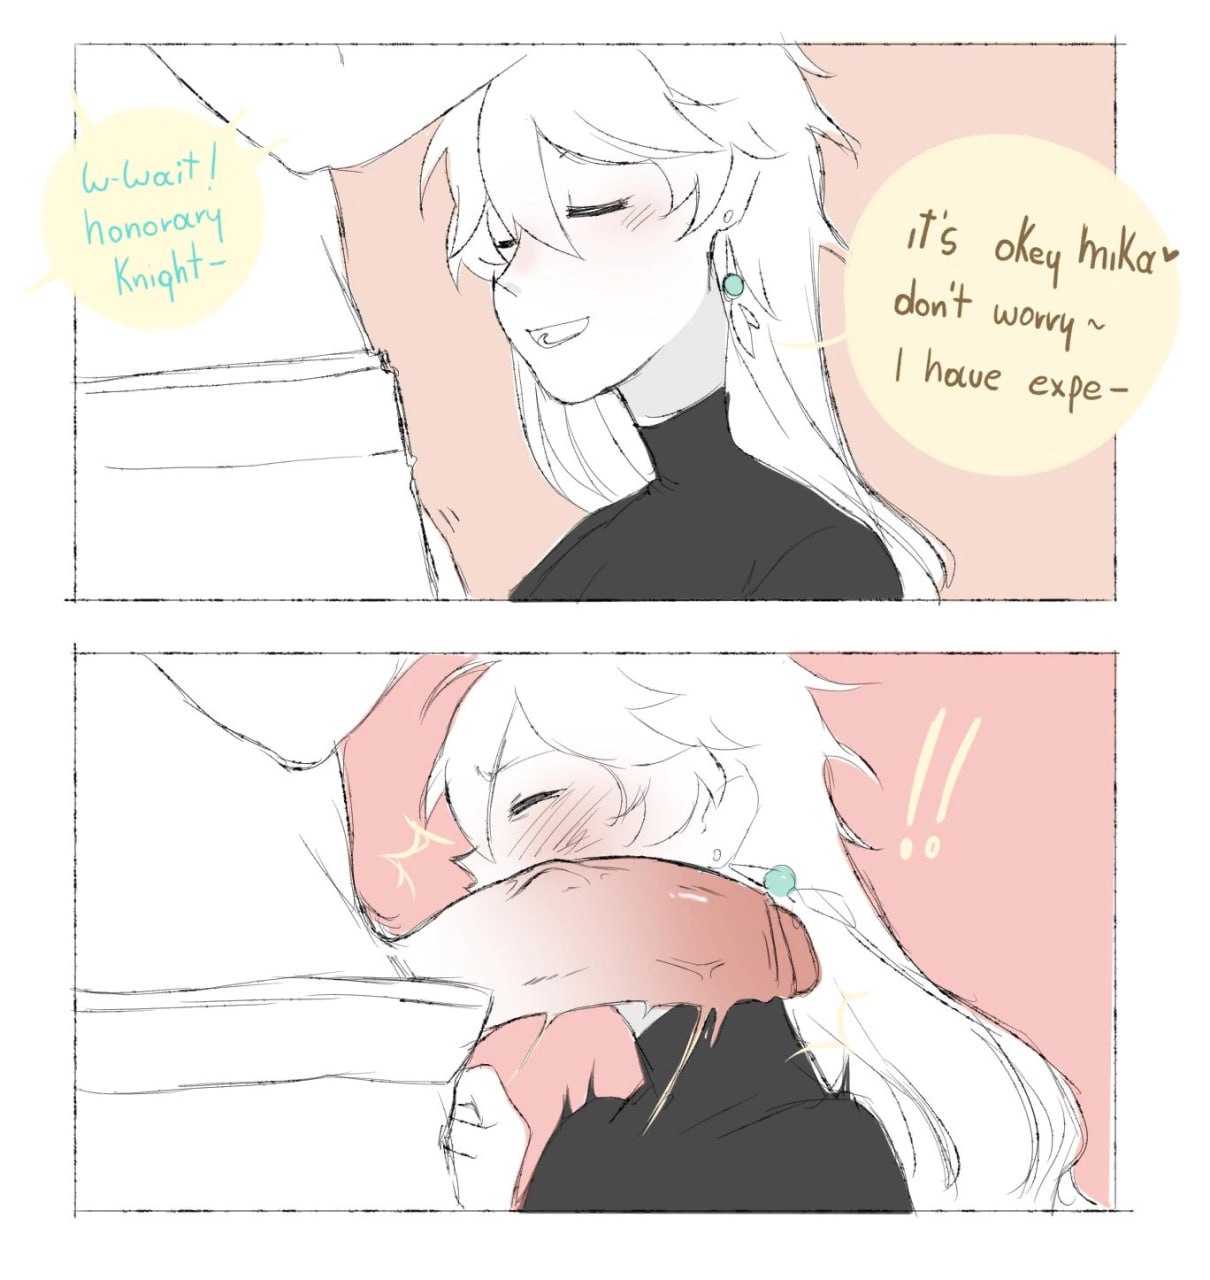 w-wait!
honorary
Knight-
it's okey Mika♥
don't worry~
I have expe-
!!